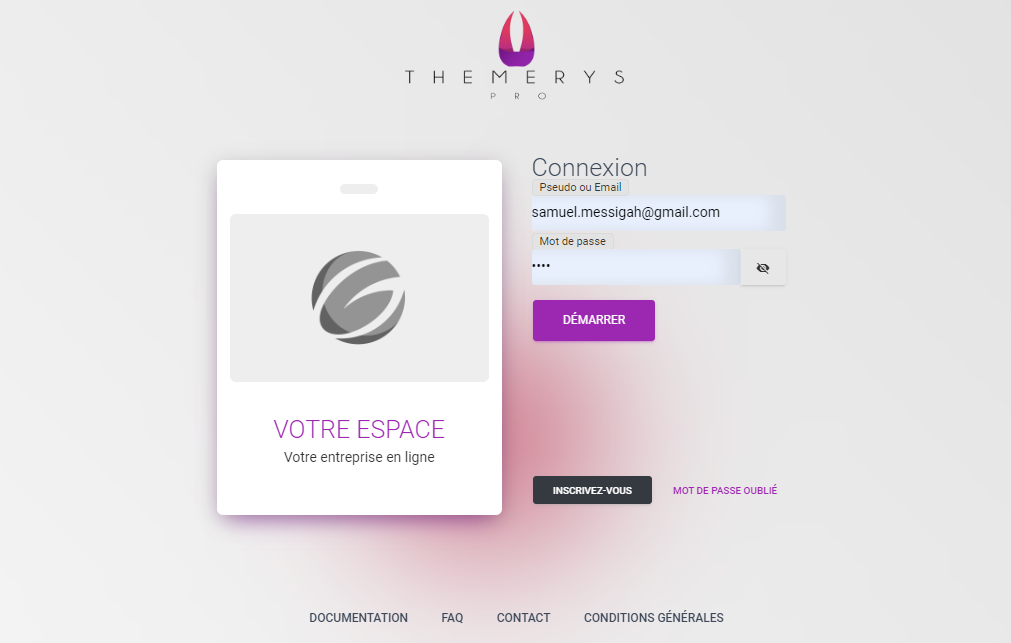 THEMERYS
PRO
Connexion
Pseudo ou Email
samuel.messigah@gmail.com
Mot de passe
••••
DÉMARRER
VOTRE ESPACE
Votre entreprise en ligne
INSCRIVEZ-VOUS
MOT DE PASSE OUBLIÉ
DOCUMENTATION FAQ CONTACT CONDITIONS GÉNÉRALES